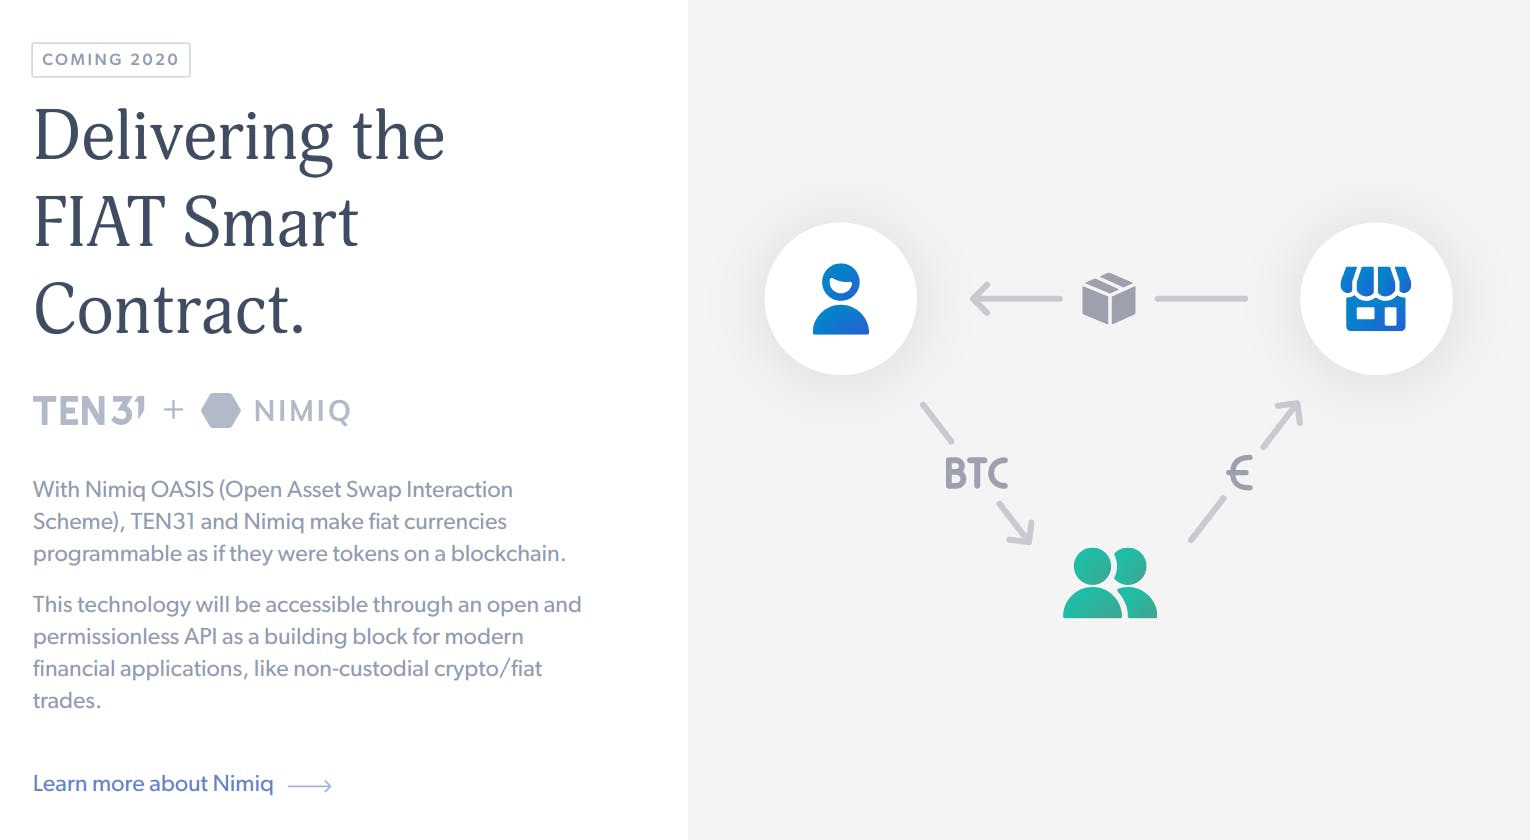 COMING 2020
Delivering the
FIAT Smart
Contract.
TEN31 + NIMIQ
With Nimiq OASIS (Open Asset Swap Interaction
Scheme), TEN31 and Nimiq make fiat currencies
programmable as if they were tokens on a blockchain.
This technology will be accessible through an open and
permissionless API as a building block for modern
financial applications, like non-custodial crypto/fiat
trades.
Learn more about Nimiq
BTC
€